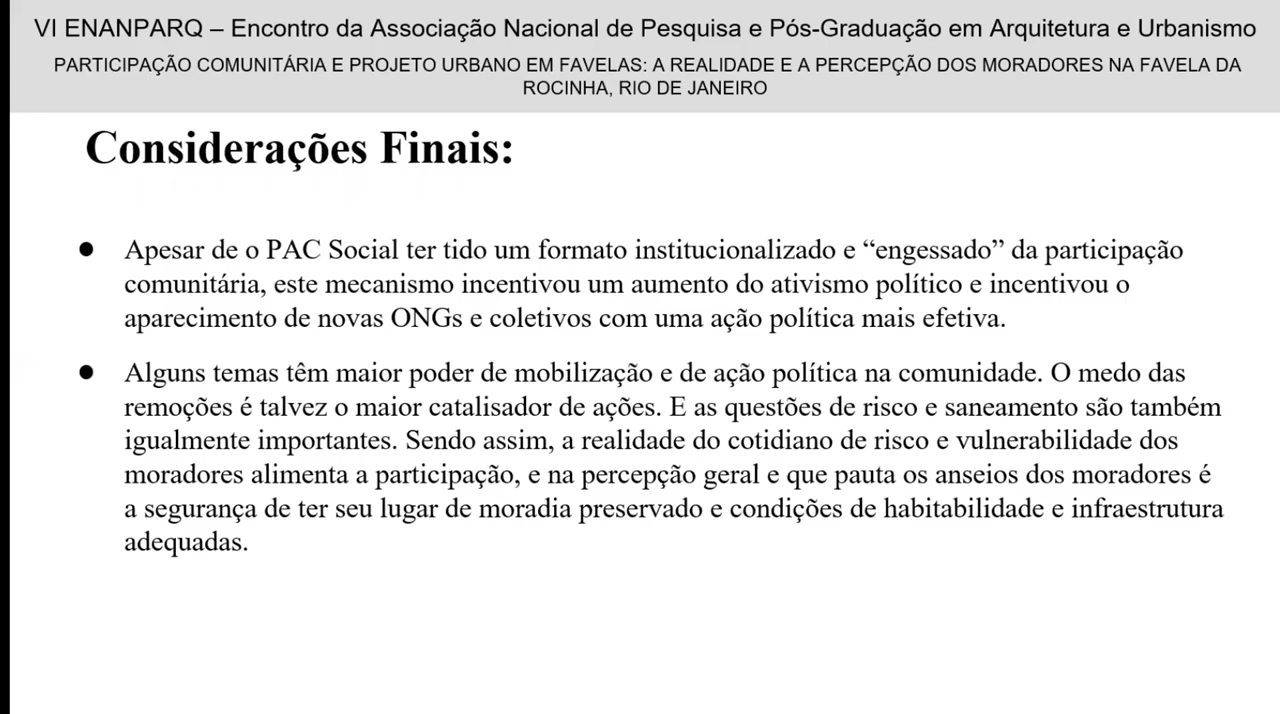 VI ENANPARQ – Encontro da Associação Nacional de Pesquisa e Pós-Graduação em Arquitetura e Urbanismo
PARTICIPAÇÃO COMUNITÁRIA E PROJETO URBANO EM FAVELAS: A REALIDADE E A PERCEPÇÃO DOS MORADORES NA FAVELA DA
ROCINHA, RIO DE JANEIRO
Considerações Finais:
● Apesar de o PAC Social ter tido um formato institucionalizado e “engessado” da participação
comunitária, este mecanismo incentivou um aumento do ativismo político e incentivou o
aparecimento de novas ONGs e coletivos com uma ação política mais efetiva.
● Alguns temas têm maior poder de mobilização e de ação política na comunidade. O medo das
remoções é talvez o maior catalisador de ações. E as questões de risco e saneamento são também
igualmente importantes. Sendo assim, a realidade do cotidiano de risco e vulnerabilidade dos
moradores alimenta a participação, e na percepção geral e que pauta os anseios dos moradores é
a segurança de ter seu lugar de moradia preservado e condições de habitabilidade e infraestrutura
adequadas.